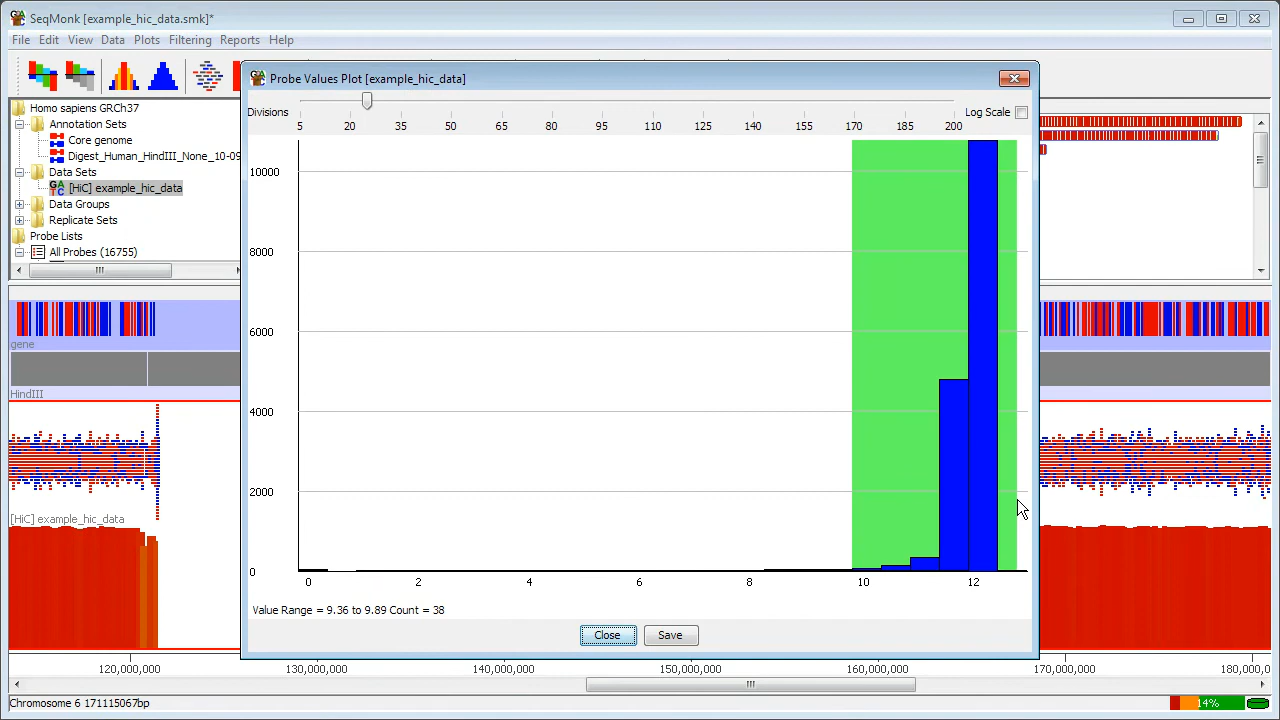 SeqMonk [example_hic_data.smk]*
File Edit View Data Plots Filtering Reports Help
Probe Values Plot [example_hic_data]
Homo sapiens GRCh37
Annotation Sets
Core genome
Digest_Human_HindIII_None_10-09
Data Sets
[HiC] example_hic_data
Data Groups
Replicate Sets
Probe Lists
All Probes (16755)
Divisions
5 20 35 50 65 80 95 110 125 140 155 170 185 200
Log Scale
10000
8000
6000
4000
2000
0
0 2 4 6 8 10 12
Value Range = 9.36 to 9.89 Count = 38
Close Save
gene
HindIII
[HiC] example_hic_data
120,000,000 130,000,000 140,000,000 150,000,000 160,000,000 170,000,000 180,000,0
Chromosome 6 171115067bp
14%